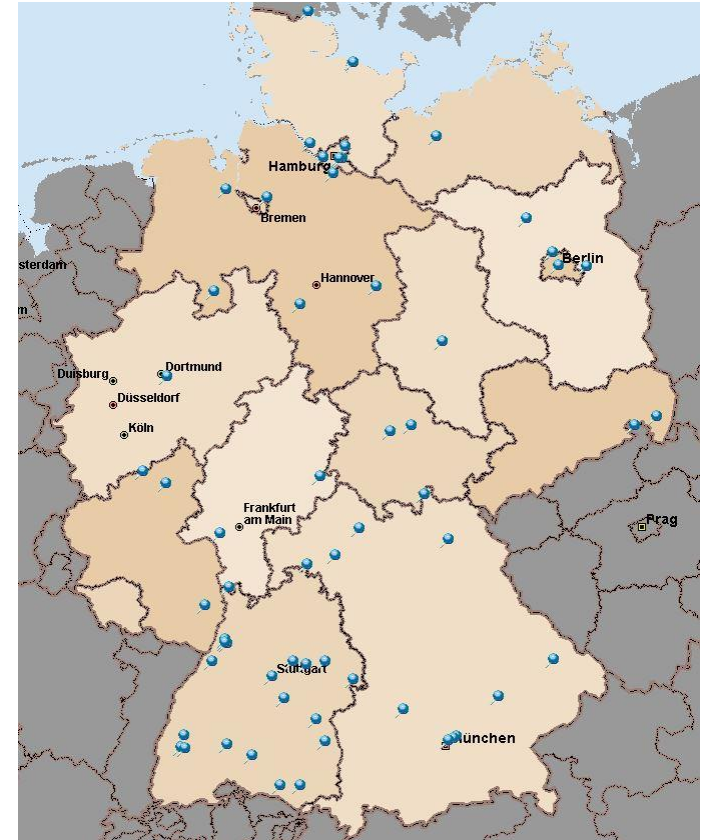 Hamburg
Bremen
sterdam
Berlin
Hannover
m
Dortmund
Duisburg
Düsseldorf
Köln
Frankfurt
am Main
Prag
Stuttgart
München